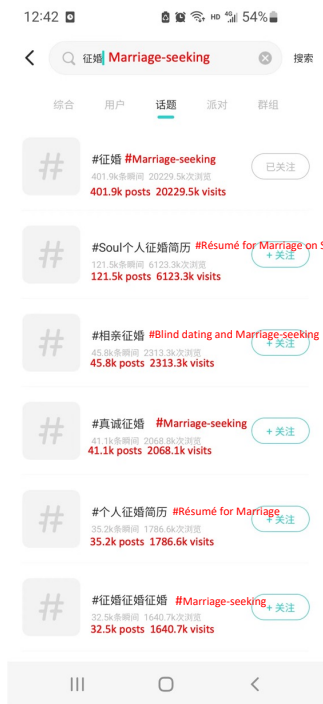 12:42 HD 4G 54%
征婚 Marriage-seeking 搜索
综合 用户 话题 派对 群组
#征婚 #Marriage-seeking
401.9k条瞬间 20229.5k次浏览 已关注
401.9k posts 20229.5k visits
#Soul个人征婚简历 #Résumé for Marriage on S
121.5k条瞬间 6123.3k次浏览 +关注
121.5k posts 6123.3k visits
#相亲征婚 #Blind dating and Marriage-seeking
45.8k条瞬间 2313.3k次浏览 +关注
45.8k posts 2313.3k visits
#真诚征婚 #Marriage-seeking
41.1k条瞬间 2068.8k次浏览 +关注
41.1k posts 2068.1k visits
#个人征婚简历 #Résumé for Marriage
35.2k条瞬间 1786.6k次浏览 +关注
35.2k posts 1786.6k visits
#征婚征婚征婚 #Marriage-seeking
32.5k条瞬间 1640.7k次浏览 +关注
32.5k posts 1640.7k visits